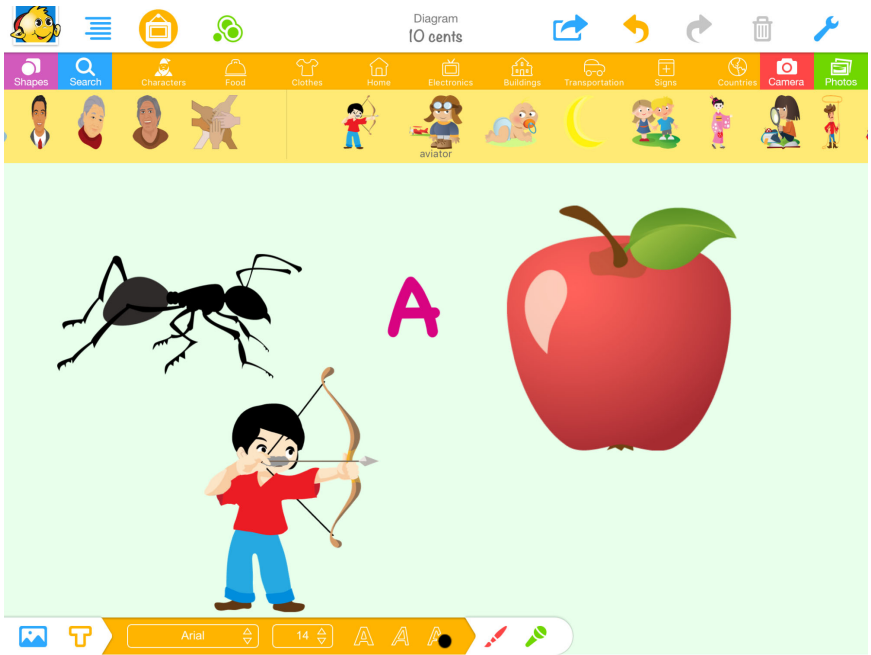 Diagram
10 cents
Shapes
Search
Characters
Food
Clothes
Home
Electronics
Buildings
Transportation
Signs
Countries
Camera
Photos
aviator
A
T
Arial
14
A A A